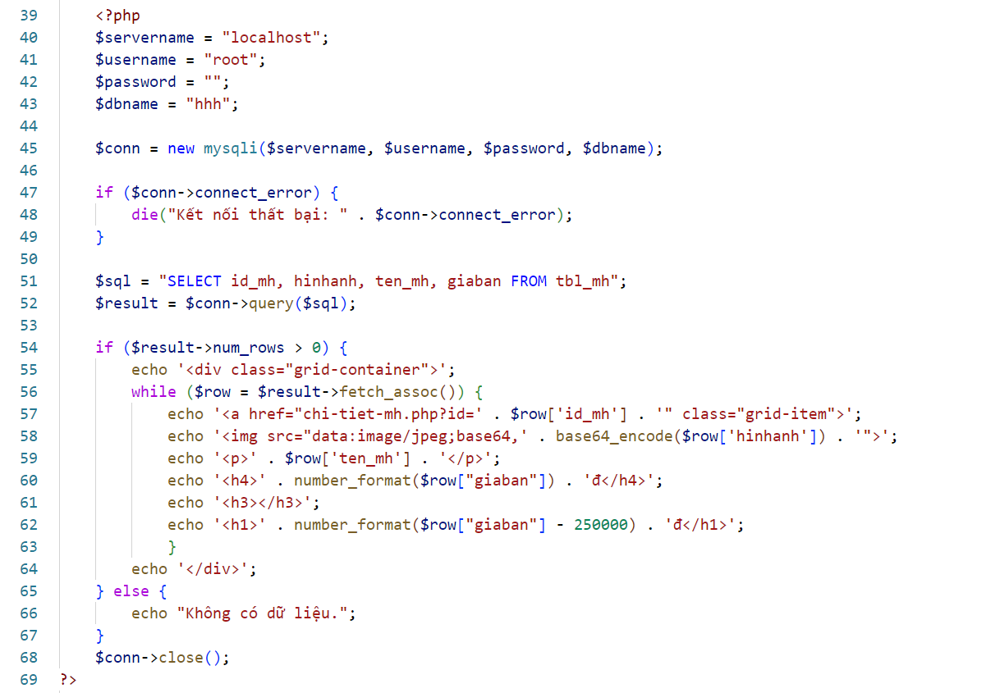 39 <?php
40 $servername = "localhost";
41 $username = "root";
42 $password = "";
43 $dbname = "hhh";
44
45 $conn = new mysqli($servername, $username, $password, $dbname);
46
47 if ($conn->connect_error) {
48 die("Kết nối thất bại: " . $conn->connect_error);
49 }
50
51 $sql = "SELECT id_mh, hinhanh, ten_mh, giaban FROM tbl_mh";
52 $result = $conn->query($sql);
53
54 if ($result->num_rows > 0) {
55 echo '<div class="grid-container">';
56 while ($row = $result->fetch_assoc()) {
57 echo '<a href="chi-tiet-mh.php?id=' . $row['id_mh'] . '" class="grid-item">';
58 echo '<img src="data:image/jpeg;base64,' . base64_encode($row['hinhanh']) . '">';
59 echo '<p>' . $row['ten_mh'] . '</p>';
60 echo '<h4>' . number_format($row["giaban"]) . 'đ</h4>';
61 echo '<h3></h3>';
62 echo '<h1>' . number_format($row["giaban"] - 250000) . 'đ</h1>';
63 }
64 echo '</div>';
65 } else {
66 echo "Không có dữ liệu.";
67 }
68 $conn->close();
69 ?>